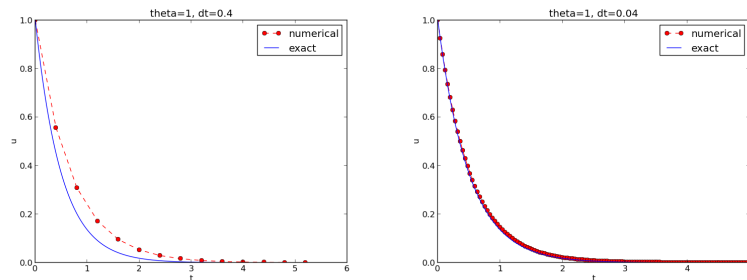 theta=1, dt=0.4
numerical
exact
u
1.0
0.8
0.6
0.4
0.2
0.0
0 1 2 3 4 5 6
t
theta=1, dt=0.04
numerical
exact
u
1.0
0.8
0.6
0.4
0.2
0.0
0 1 2 3 4
t